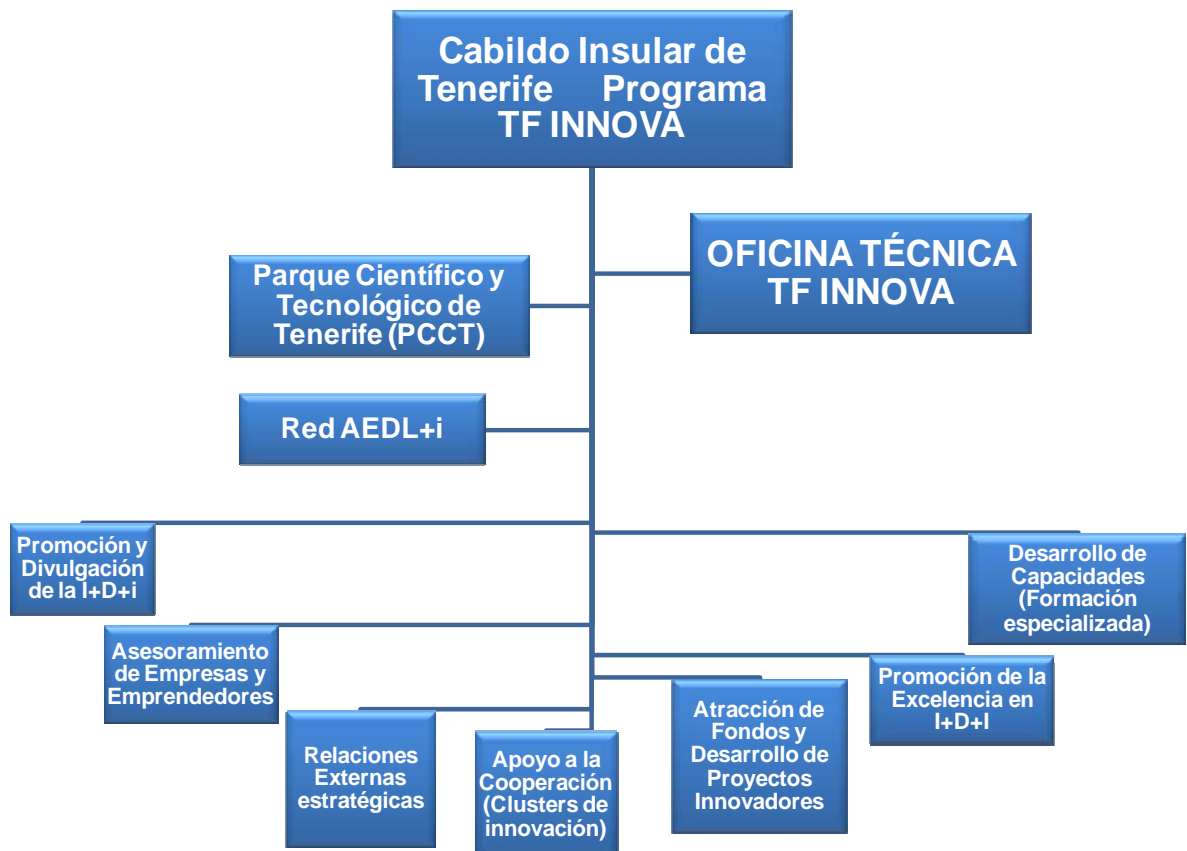 Cabildo Insular de
Tenerife Programa
TF INNOVA
OFICINA TÉCNICA
TF INNOVA
Parque Científico y
Tecnológico de
Tenerife (PCCT)
Red AEDL+i
Promoción y
Divulgación
de la I+D+i
Desarrollo de
Capacidades
(Formación
especializada)
Asesoramiento
de Empresas y
Emprendedores
Promoción de la
Excelencia en
I+D+I
Relaciones
Externas
estratégicas
Apoyo a la
Cooperación
(Clusters de
innovación)
Atracción de
Fondos y
Desarrollo de
Proyectos
Innovadores